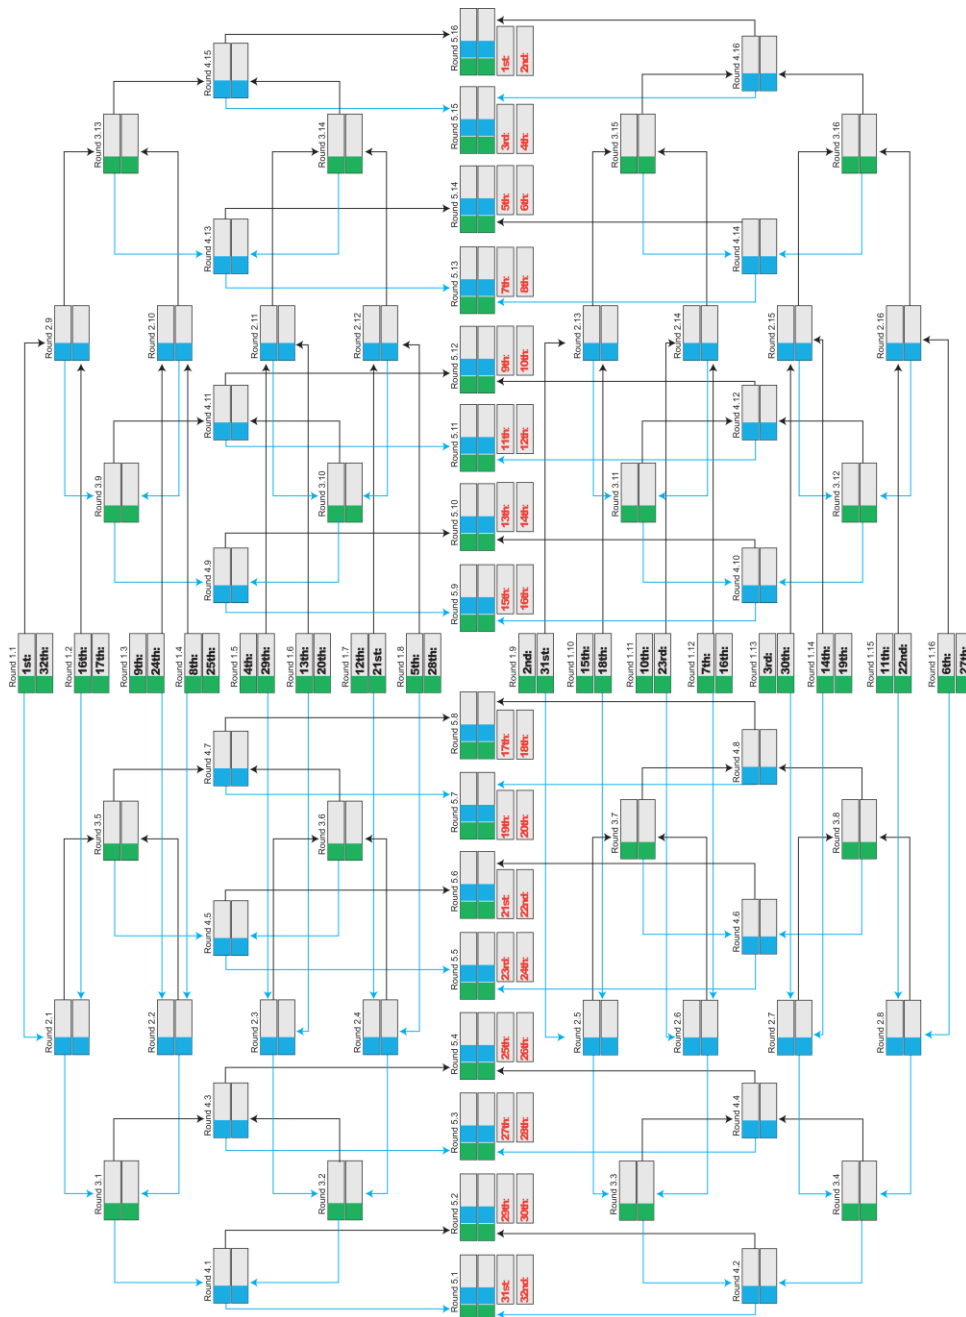 Round 1.1
1st:
32th:
Round 2.1
Round 2.9
Round 1.2
16th:
17th:
Round 3.1
Round 3.5
Round 3.9
Round 3.13
Round 1.3
9th:
24th:
Round 2.2
Round 2.10
Round 1.4
8th:
25th:
Round 4.1
Round 4.3
Round 4.5
Round 4.7
Round 4.9
Round 4.11
Round 4.13
Round 4.15
Round 1.5
4th:
29th:
Round 2.3
Round 2.11
Round 1.6
13th:
20th:
Round 3.2
Round 3.6
Round 3.10
Round 3.14
Round 1.7
12th:
21st:
Round 2.4
Round 2.12
Round 1.8
5th:
28th:
Round 5.1
31st:
32nd:
Round 5.2
29th:
30th:
Round 5.3
27th:
28th:
Round 5.4
25th:
26th:
Round 5.5
23rd:
24th:
Round 5.6
21st:
22nd:
Round 5.7
19th:
20th:
Round 5.8
17th:
18th:
Round 5.9
15th:
16th:
Round 5.10
13th:
14th:
Round 5.11
11th:
12th:
Round 5.12
9th:
10th:
Round 5.13
7th:
8th:
Round 5.14
5th:
6th:
Round 5.15
3rd:
4th:
Round 5.16
1st:
2nd:
Round 1.9
2nd:
31st:
Round 1.10
15th:
18th:
Round 2.5
Round 2.13
Round 3.3
Round 3.7
Round 3.11
Round 3.15
Round 1.11
10th:
23rd:
Round 2.6
Round 2.14
Round 1.12
7th:
16th:
Round 4.2
Round 4.4
Round 4.6
Round 4.8
Round 4.10
Round 4.12
Round 4.14
Round 4.16
Round 1.13
3rd:
30th:
Round 2.7
Round 2.15
Round 1.14
14th:
19th:
Round 3.4
Round 3.8
Round 3.12
Round 3.16
Round 1.15
11th:
22nd:
Round 2.8
Round 2.16
Round 1.16
6th:
27th: